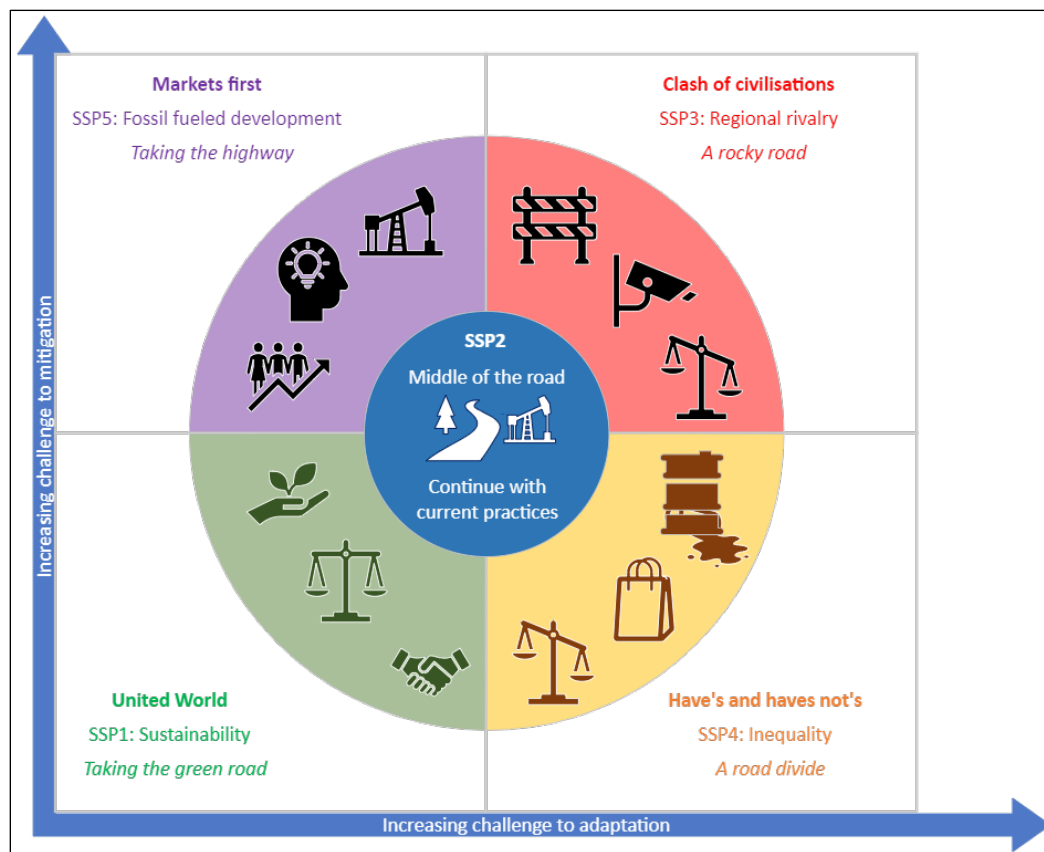 Markets first
SSP5: Fossil fueled development
Taking the highway
Clash of civilisations
SSP3: Regional rivalry
A rocky road
Increasing challenge to mitigation
SSP2
Middle of the road
Continue with
current practices
United World
SSP1: Sustainability
Taking the green road
Have's and haves not's
SSP4: Inequality
A road divide
Increasing challenge to adaptation